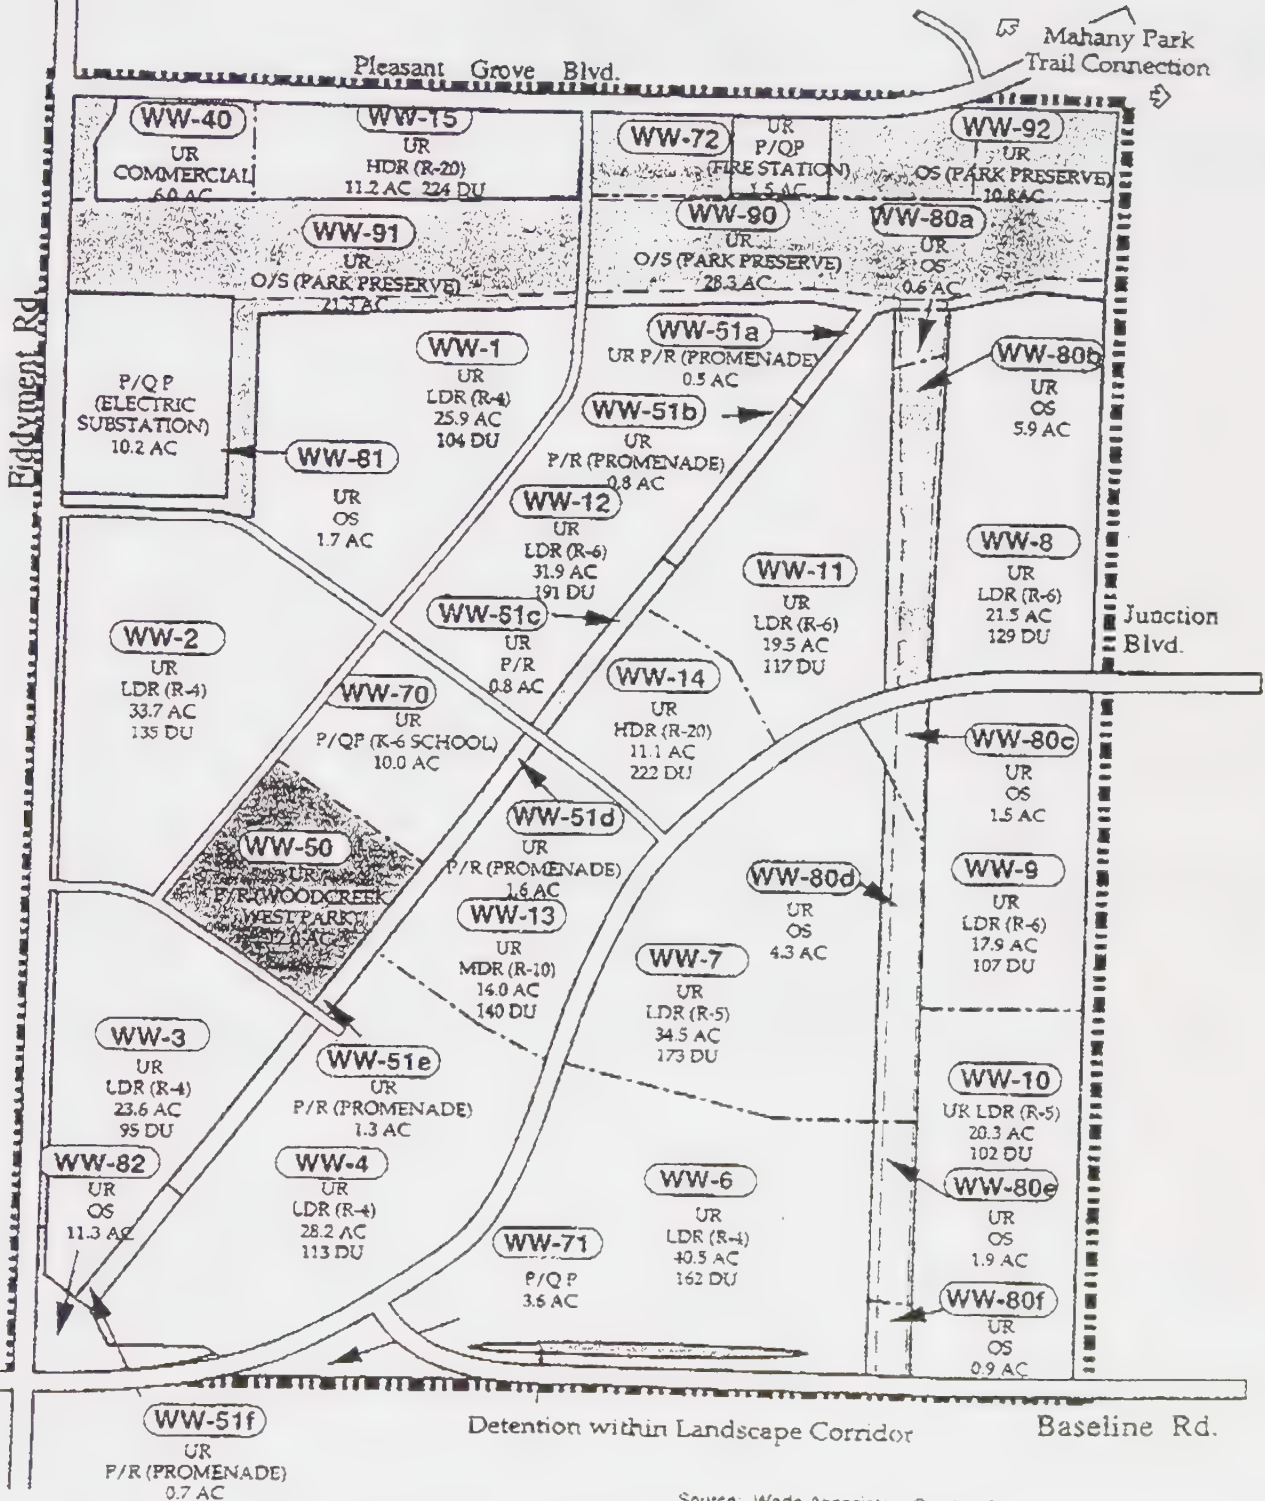 Mahany Park
Trail Connection
Pleasant Grove Blvd.
WW-40
UR
COMMERCIAL
6.0 AC
WW-15
UR
HDR (R-20)
11.2 AC 224 DU
WW-72
UR
P/QP
(FIRE STATION)
1.5 AC
WW-92
UR
OS (PARK PRESERVE)
10.8 AC
WW-91
UR
O/S (PARK PRESERVE)
21.3 AC
WW-90
UR
O/S (PARK PRESERVE)
28.3 AC
WW-80a
UR
OS
0.6 AC
Fiddyment Rd.
P/Q P
(ELECTRIC
SUBSTATION)
10.2 AC
WW-1
UR
LDR (R-4)
25.9 AC
104 DU
WW-51a
UR P/R (PROMENADE)
0.5 AC
WW-80b
UR
OS
5.9 AC
WW-51b
UR
P/R (PROMENADE)
0.8 AC
WW-81
UR
OS
1.7 AC
WW-12
UR
LDR (R-6)
31.9 AC
191 DU
WW-11
UR
LDR (R-6)
19.5 AC
117 DU
WW-8
UR
LDR (R-6)
21.5 AC
129 DU
Junction
Blvd.
WW-2
UR
LDR (R-4)
33.7 AC
135 DU
WW-51c
UR
P/R
0.8 AC
WW-70
UR
P/QP (K-6 SCHOOL)
10.0 AC
WW-14
UR
HDR (R-20)
11.1 AC
222 DU
WW-80c
UR
OS
1.5 AC
WW-51d
UR
P/R (PROMENADE)
1.6 AC
WW-50
UR
P/R (WOODCREEK
WEST PARK)
AC
WW-80d
UR
OS
4.3 AC
WW-9
UR
LDR (R-6)
17.9 AC
107 DU
WW-13
UR
MDR (R-10)
14.0 AC
140 DU
WW-7
UR
LDR (R-5)
34.5 AC
173 DU
WW-3
UR
LDR (R-4)
23.6 AC
95 DU
WW-51e
UR
P/R (PROMENADE)
1.3 AC
WW-10
UR LDR (R-5)
20.3 AC
102 DU
WW-82
UR
OS
11.3 AC
WW-4
UR
LDR (R-4)
28.2 AC
113 DU
WW-6
UR
LDR (R-4)
40.5 AC
162 DU
WW-80e
UR
OS
1.9 AC
WW-71
P/Q P
3.6 AC
WW-80f
UR
OS
0.9 AC
WW-51f
UR
P/R (PROMENADE)
0.7 AC
Detention within Landscape Corridor
Baseline Rd.